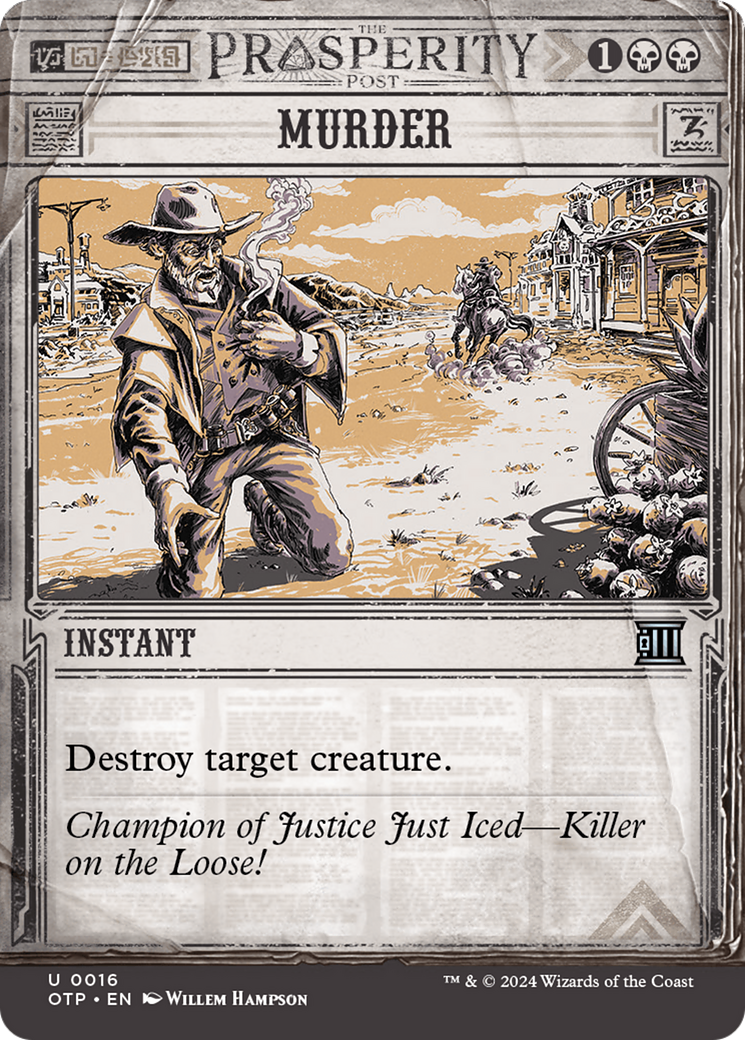 THE
PROSPERITY
POST
1
MURDER
INSTANT
Destroy target creature.
Champion of Justice Just Iced—Killer
on the Loose!
U 0016
OTP • EN WILLEM HAMPSON
™ & © 2024 Wizards of the Coast